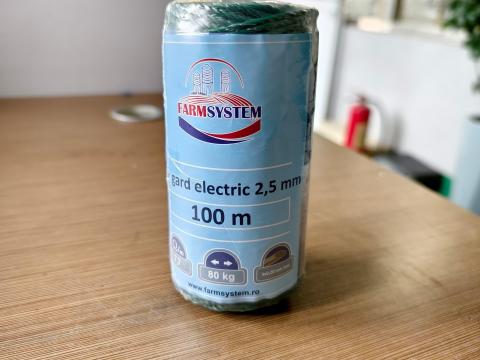 FARMSYSTEM
gard electric 2,5 mm
100 m
80 kg
www.farmsystem.ro